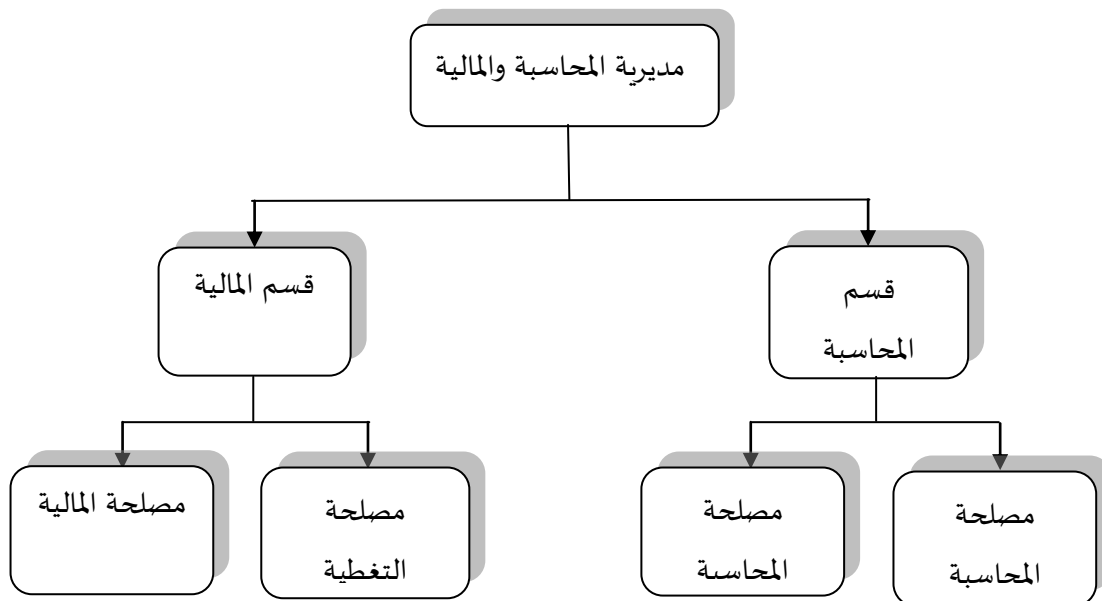 مديرية المحاسبة والمالية
قسم
المحاسبة
قسم المالية
مصلحة
المحاسبة
مصلحة
المحاسبة
مصلحة
التغطية
مصلحة المالية